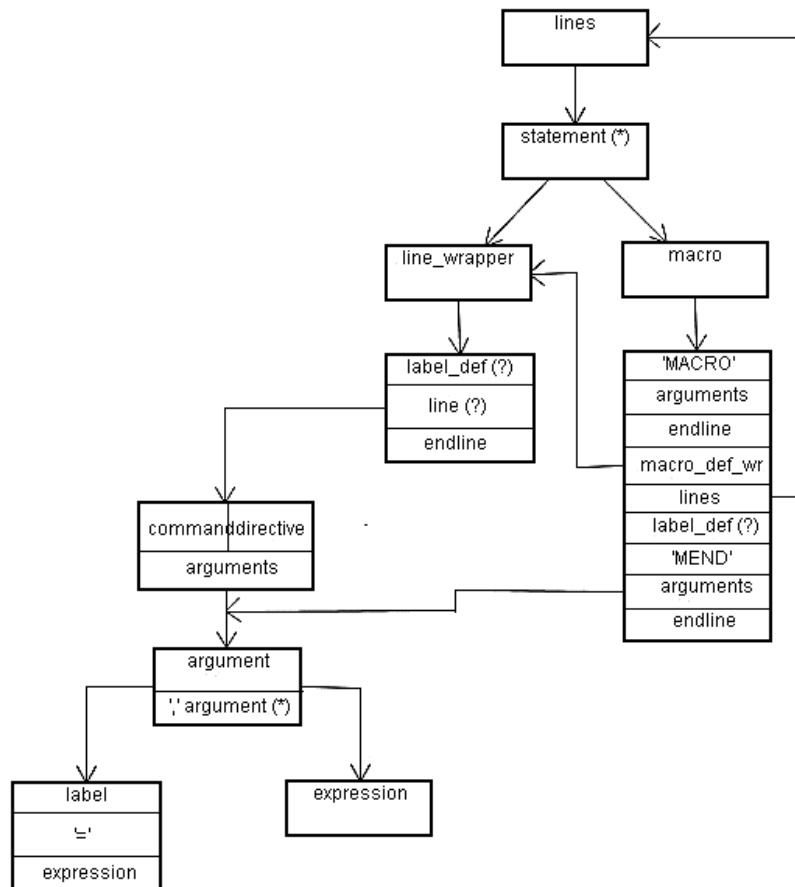 lines
statement (*)
line_wrapper
macro
label_def (?)
line (?)
endline
'MACRO'
arguments
endline
macro_def_wr
lines
label_def (?)
'MEND'
arguments
endline
commanddirective
arguments
argument
',' argument (*)
label
'='
expression
expression